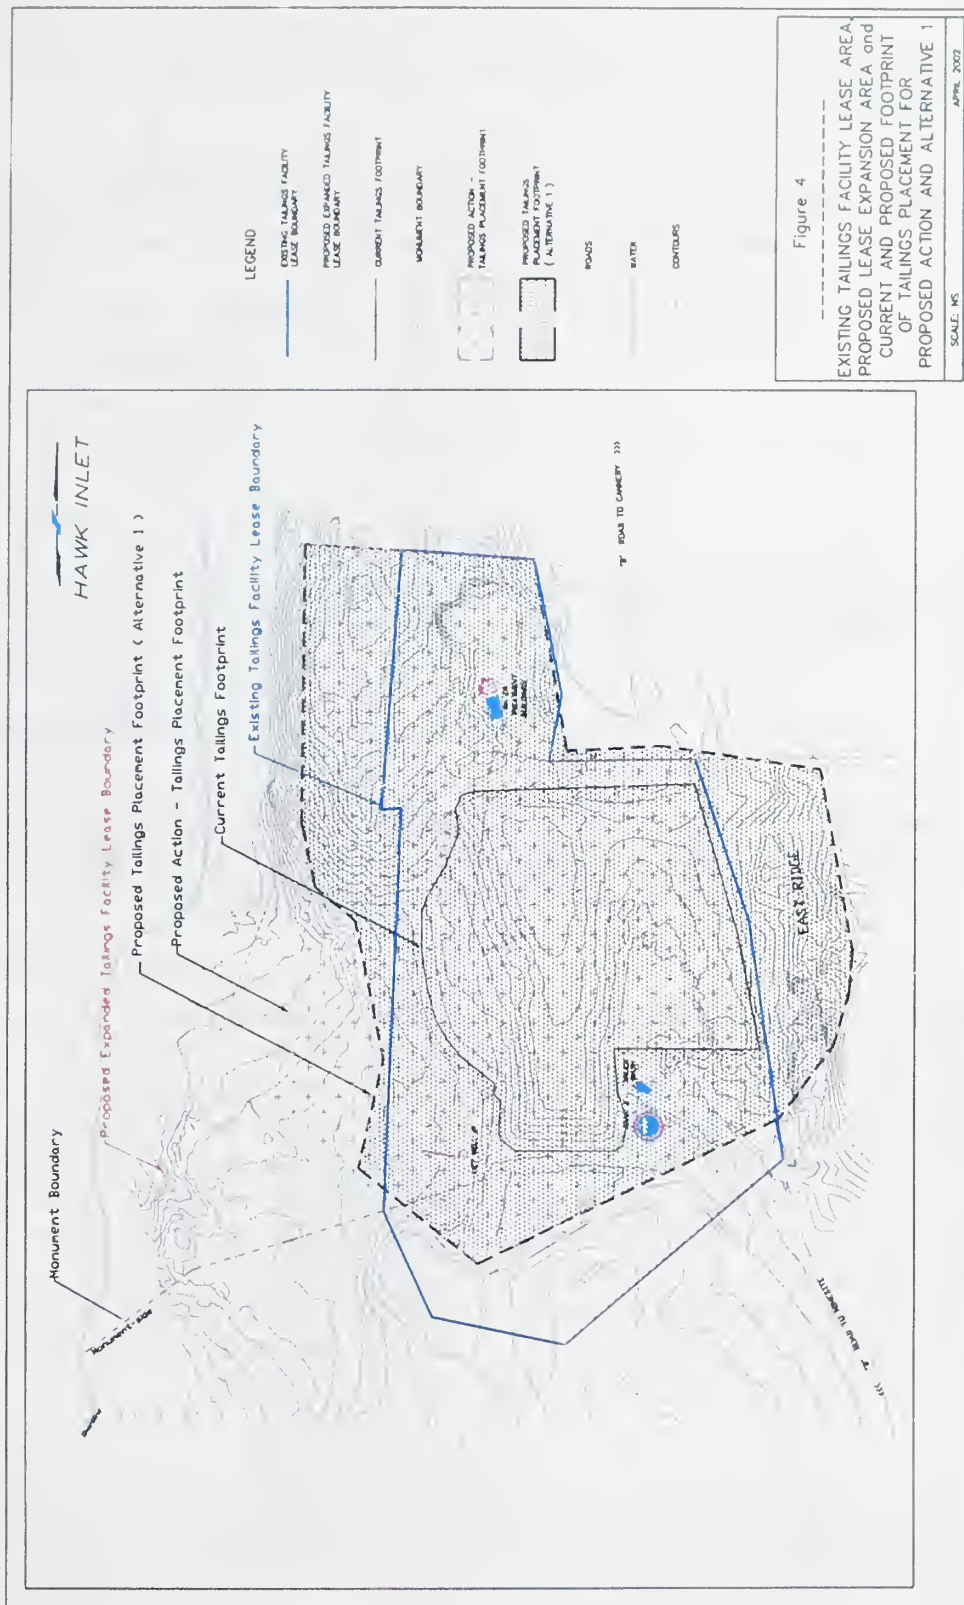 HAWK INLET
Monument Boundary
Proposed Expanded Tailings Facility Lease Boundary
Proposed Tailings Placement Footprint ( Alternative 1 )
Proposed Action - Tailings Placement Footprint
Current Tailings Footprint
Existing Tailings Facility Lease Boundary
EAST RIDGE
"B" ROAD TO CANNERY >>>
<<< "B" ROAD TO MINESITE
LEGEND
EXISTING TAILINGS FACILITY
LEASE BOUNDARY
PROPOSED EXPANDED TAILINGS FACILITY
LEASE BOUNDARY
CURRENT TAILINGS FOOTPRINT
MONUMENT BOUNDARY
PROPOSED ACTION -
TAILINGS PLACEMENT FOOTPRINT
PROPOSED TAILINGS
PLACEMENT FOOTPRINT
( ALTERNATIVE 1 )
ROADS
WATER
CONTOURS
Figure 4
EXISTING TAILINGS FACILITY LEASE AREA,
PROPOSED LEASE EXPANSION AREA and
CURRENT AND PROPOSED FOOTPRINT
OF TAILINGS PLACEMENT FOR
PROPOSED ACTION AND ALTERNATIVE 1
SCALE: NS
APRIL 2002